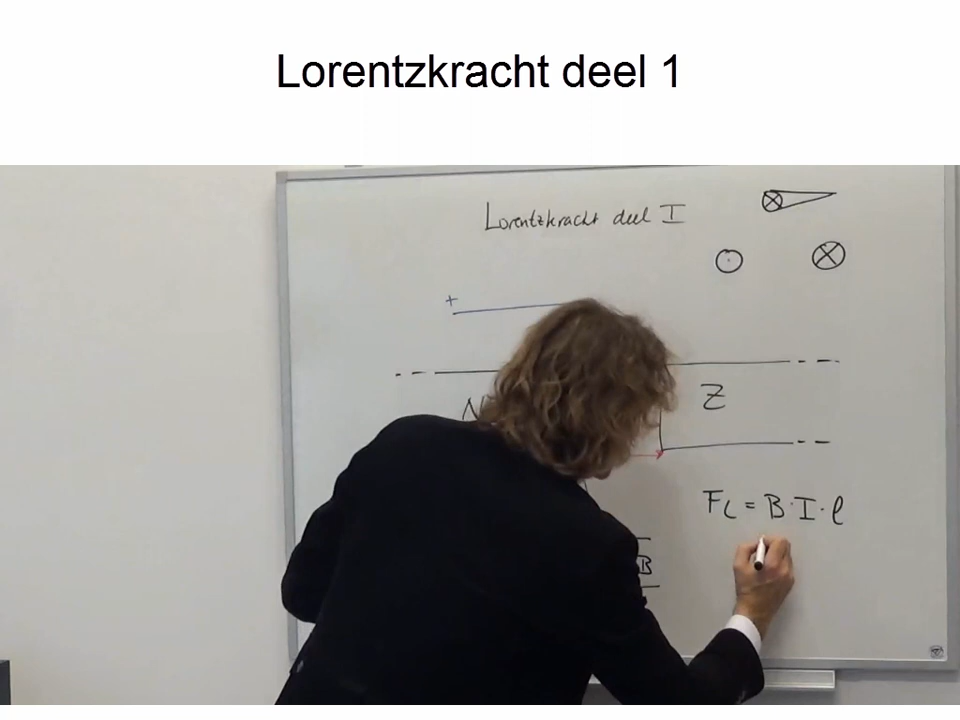 Lorentzkracht deel 1
Lorentzkracht deel I
+
N
Z
FL = B · I · l
B